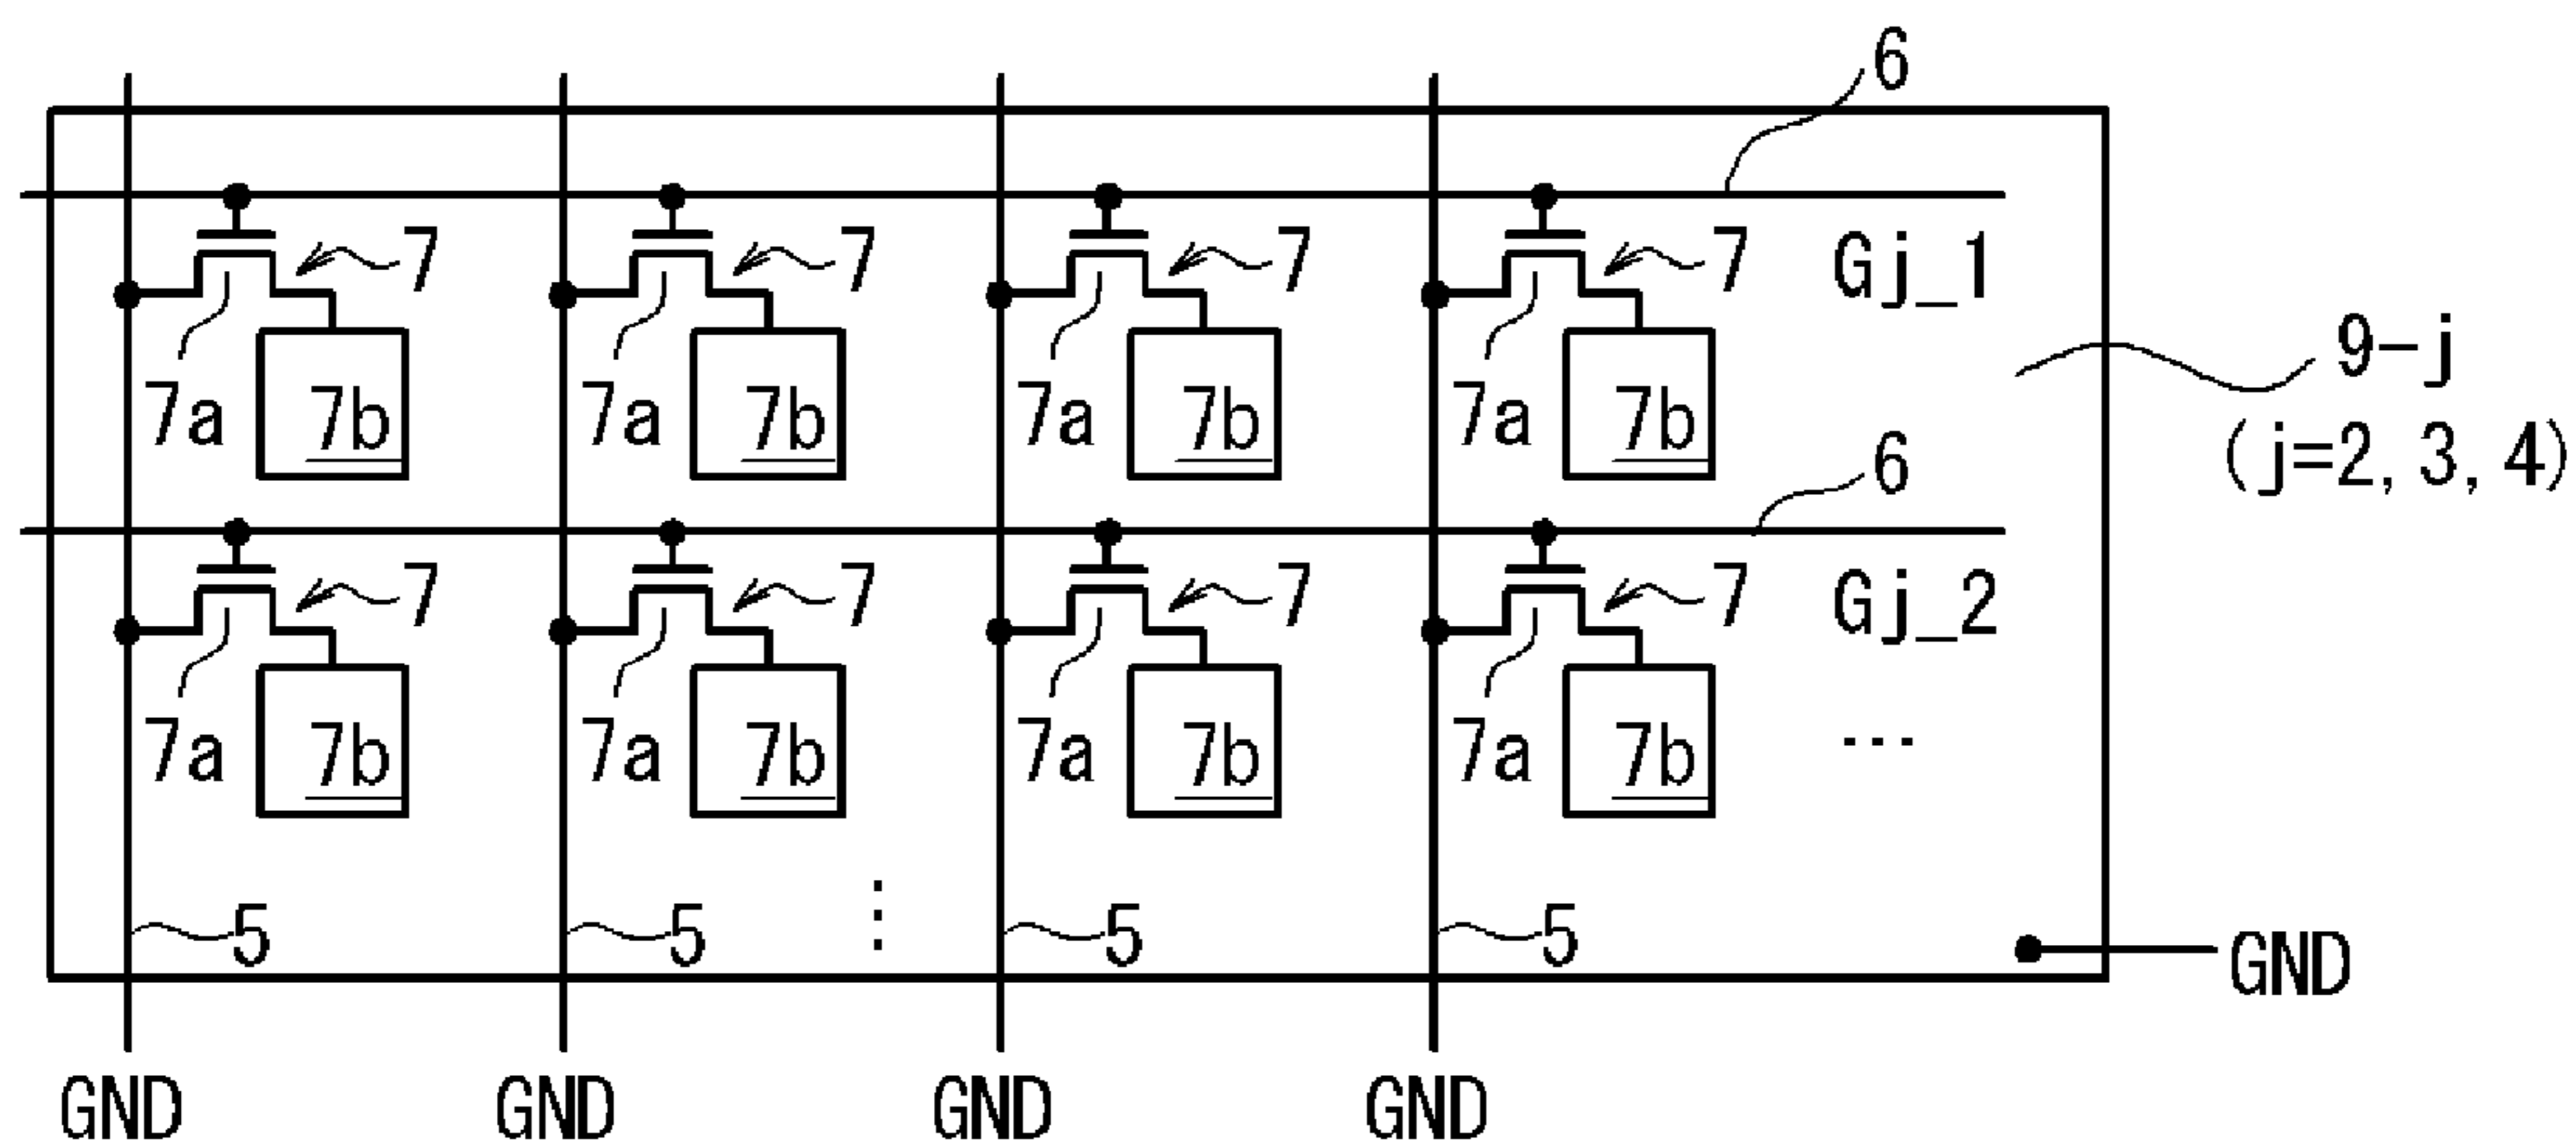 6
7 7 7 7 Gj_1
7a 7b 7a 7b 7a 7b 7a 7b
9-j
(j=2, 3, 4)
6
7 7 7 7 Gj_2
7a 7b 7a 7b 7a 7b 7a 7b ...
5 5 5 5
GND
GND GND GND GND